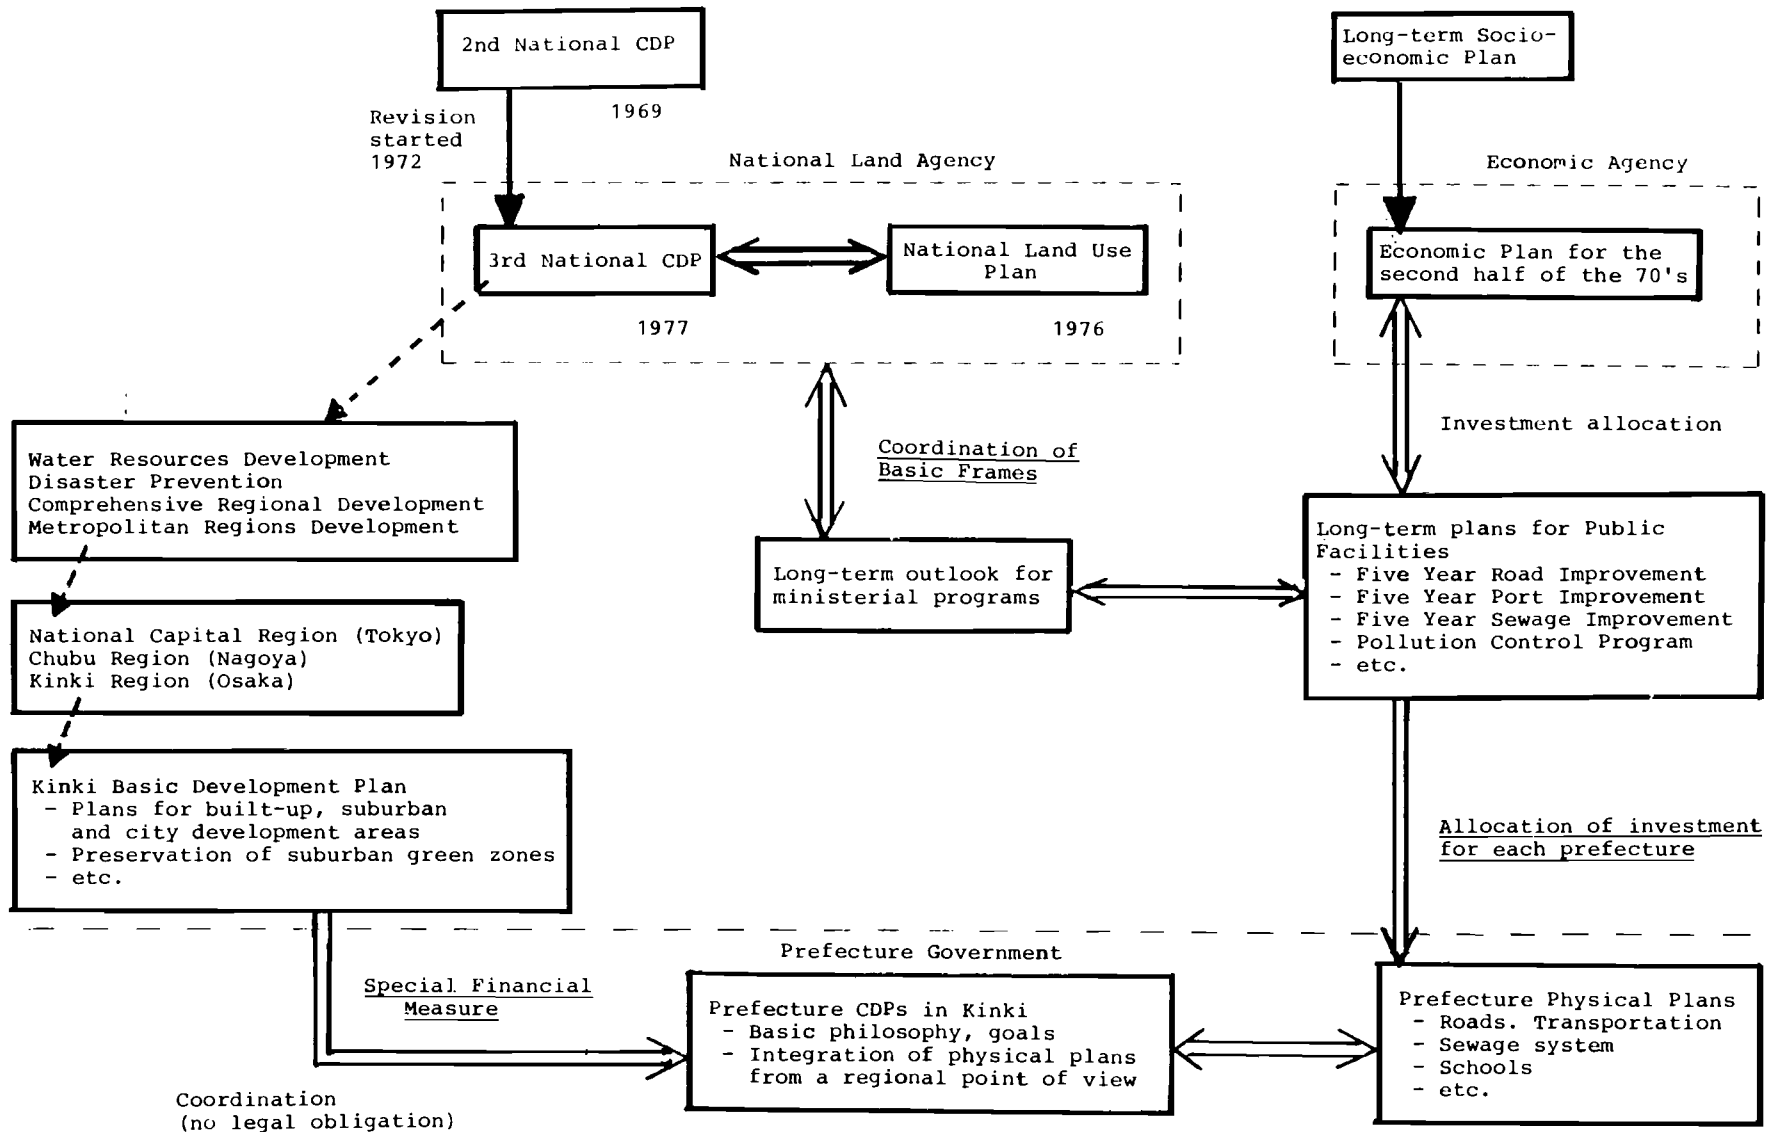 2nd National CDP
1969
Revision
started
1972
Long-term Socio-
economic Plan
National Land Agency
3rd National CDP
1977
National Land Use
Plan
1976
Economic Agency
Economic Plan for the
second half of the 70's
Investment allocation
Coordination of
Basic Frames
Water Resources Development
Disaster Prevention
Comprehensive Regional Development
Metropolitan Regions Development
Long-term outlook for
ministerial programs
Long-term plans for Public
Facilities
- Five Year Road Improvement
- Five Year Port Improvement
- Five Year Sewage Improvement
- Pollution Control Program
- etc.
National Capital Region (Tokyo)
Chubu Region (Nagoya)
Kinki Region (Osaka)
Kinki Basic Development Plan
- Plans for built-up, suburban
and city development areas
- Preservation of suburban green zones
- etc.
Allocation of investment
for each prefecture
Prefecture Government
Special Financial
Measure
Prefecture CDPs in Kinki
- Basic philosophy, goals
- Integration of physical plans
from a regional point of view
Prefecture Physical Plans
- Roads. Transportation
- Sewage system
- Schools
- etc.
Coordination
(no legal obligation)